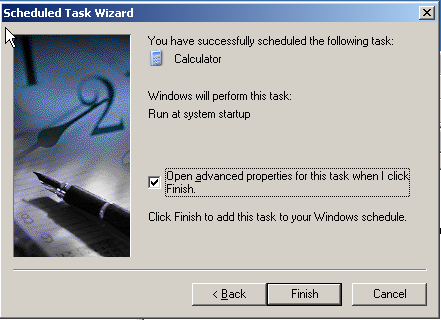 Scheduled Task Wizard
You have successfully scheduled the following task:
Calculator
Windows will perform this task:
Run at system startup
Open advanced properties for this task when I click
Finish.
Click Finish to add this task to your Windows schedule.
< Back
Finish
Cancel
2